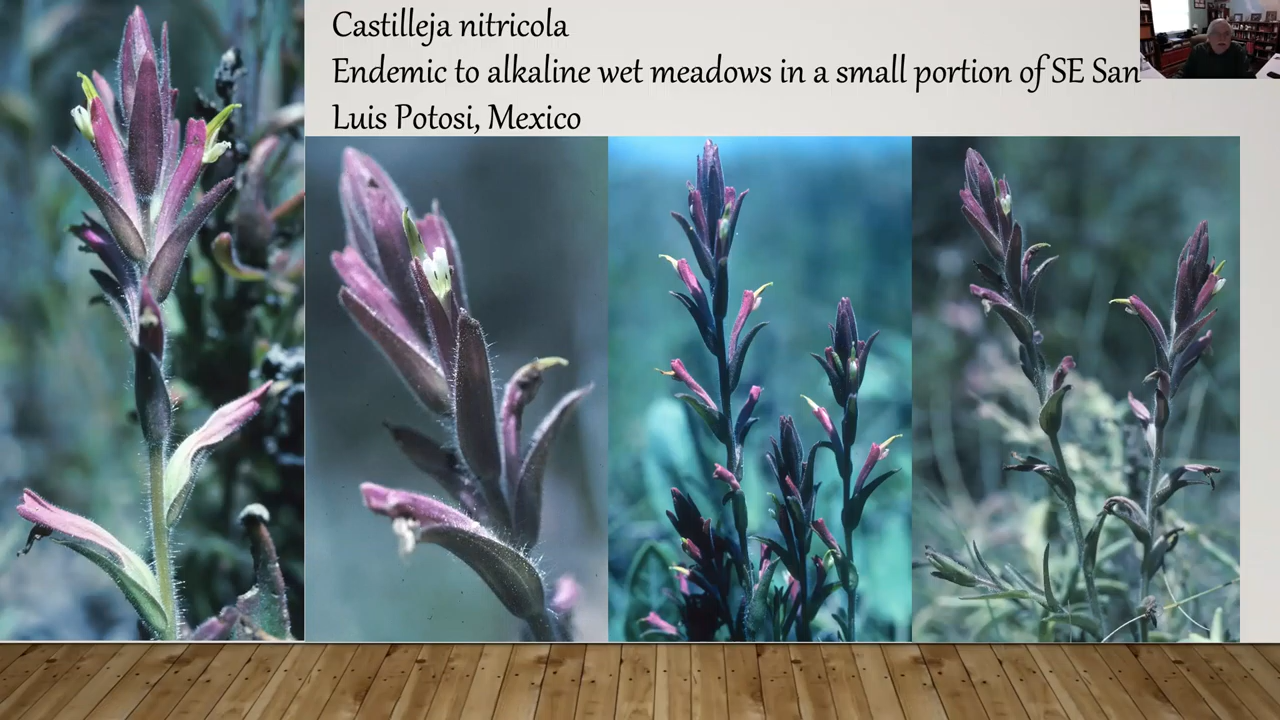 Castilleja nitricola
Endemic to alkaline wet meadows in a small portion of SE San
Luis Potosi, Mexico